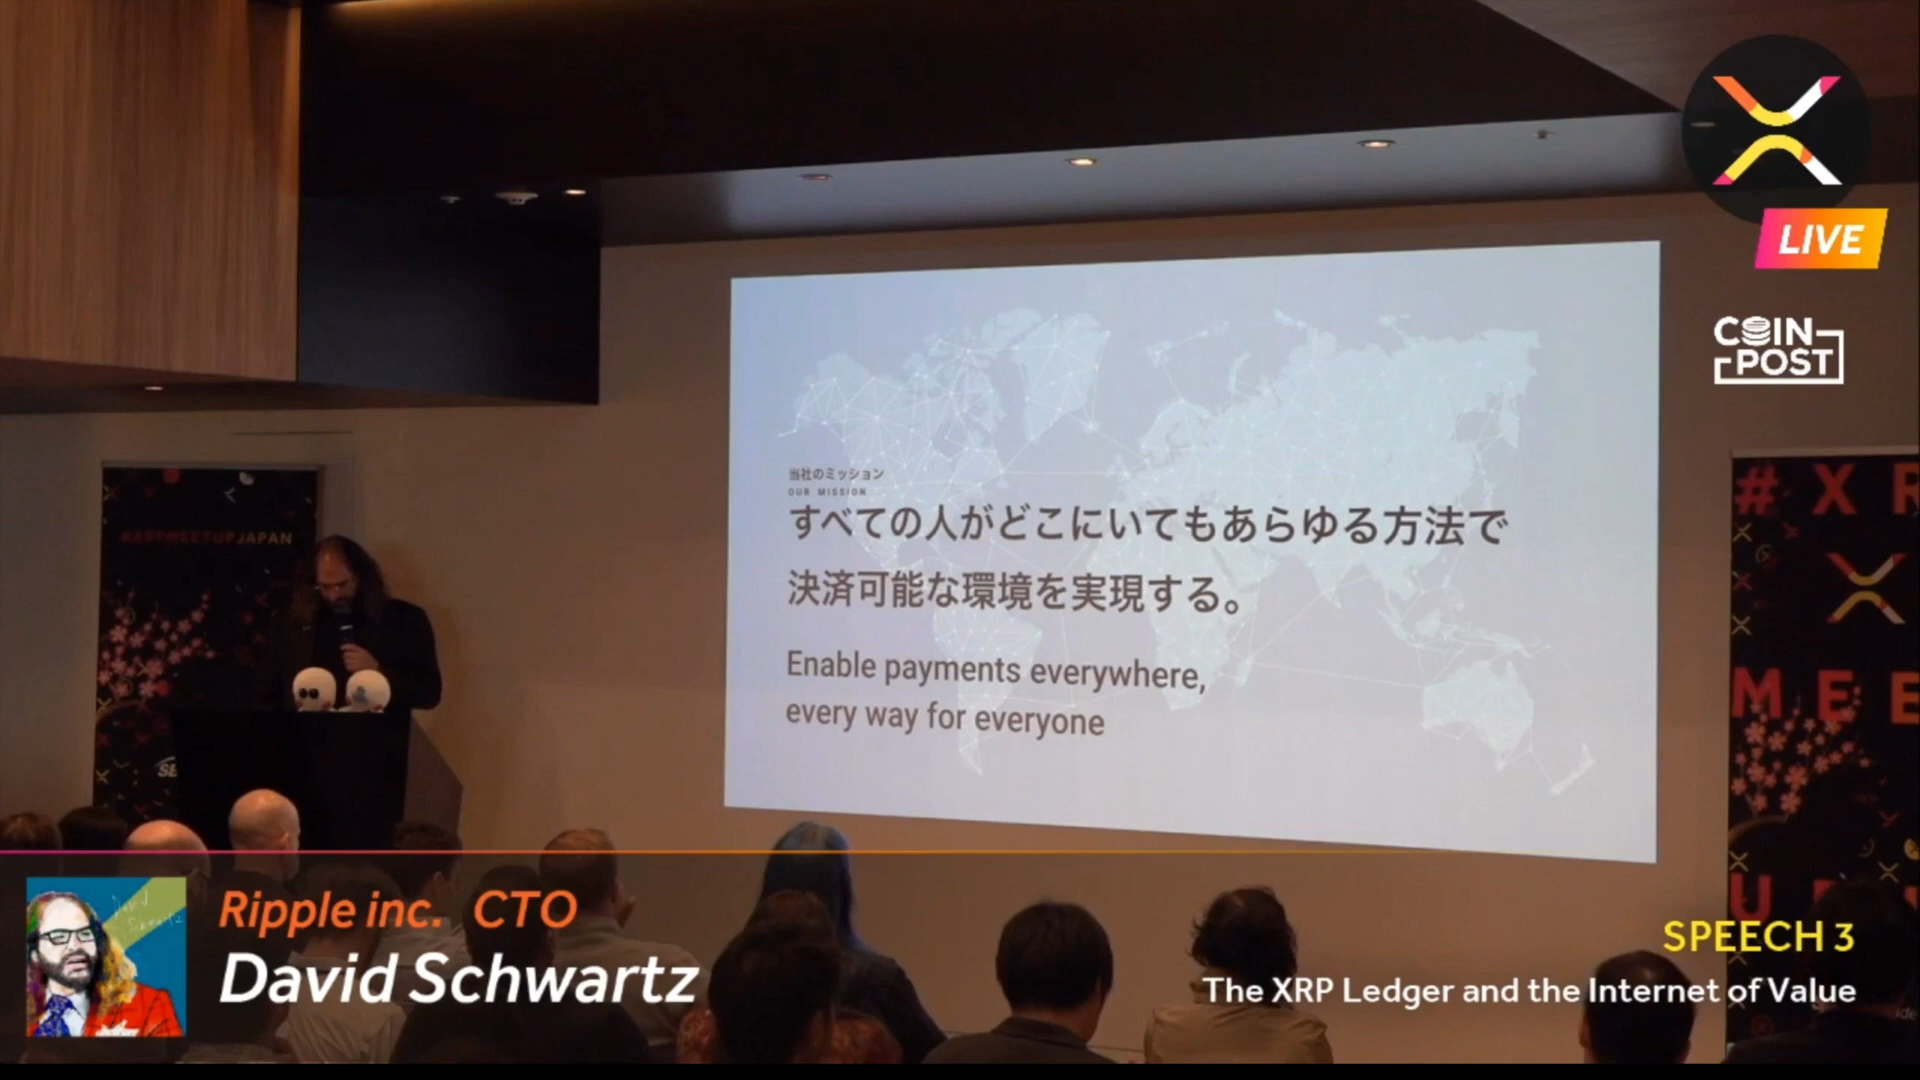 LIVE
COIN
POST
当社のミッション
OUR MISSION
すべての人がどこにいてもあらゆる方法で
決済可能な環境を実現する。
Enable payments everywhere,
every way for everyone
#XRPMEETUPJAPAN
# X R
M E E
U
Ripple inc. CTO
David Schwartz
SPEECH 3
The XRP Ledger and the Internet of Value